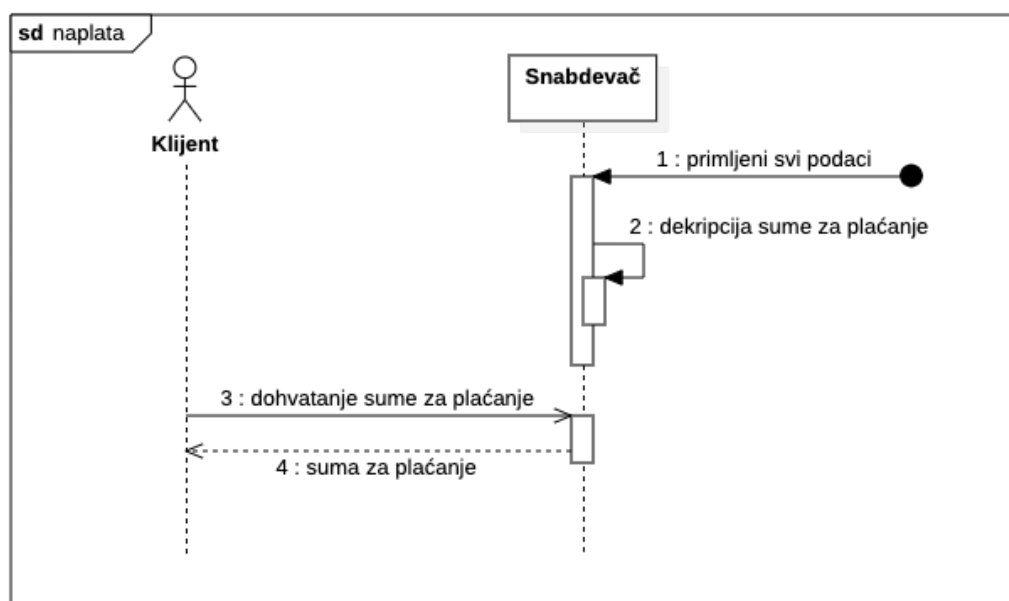 sd naplata
Klijent
Snabdevač
1 : primljeni svi podaci
2 : dekripcija sume za plaćanje
3 : dohvatanje sume za plaćanje
4 : suma za plaćanje